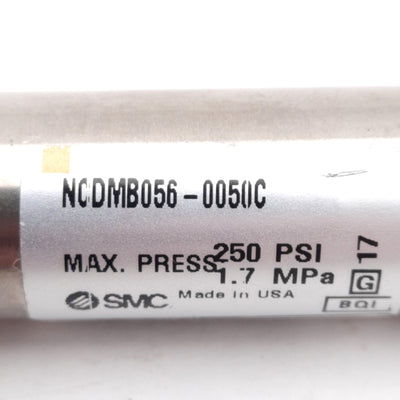 NCDMB056-0050C
MAX. PRESS. 250 PSI
1.7 MPa
SMC Made in USA
17
G
BQI